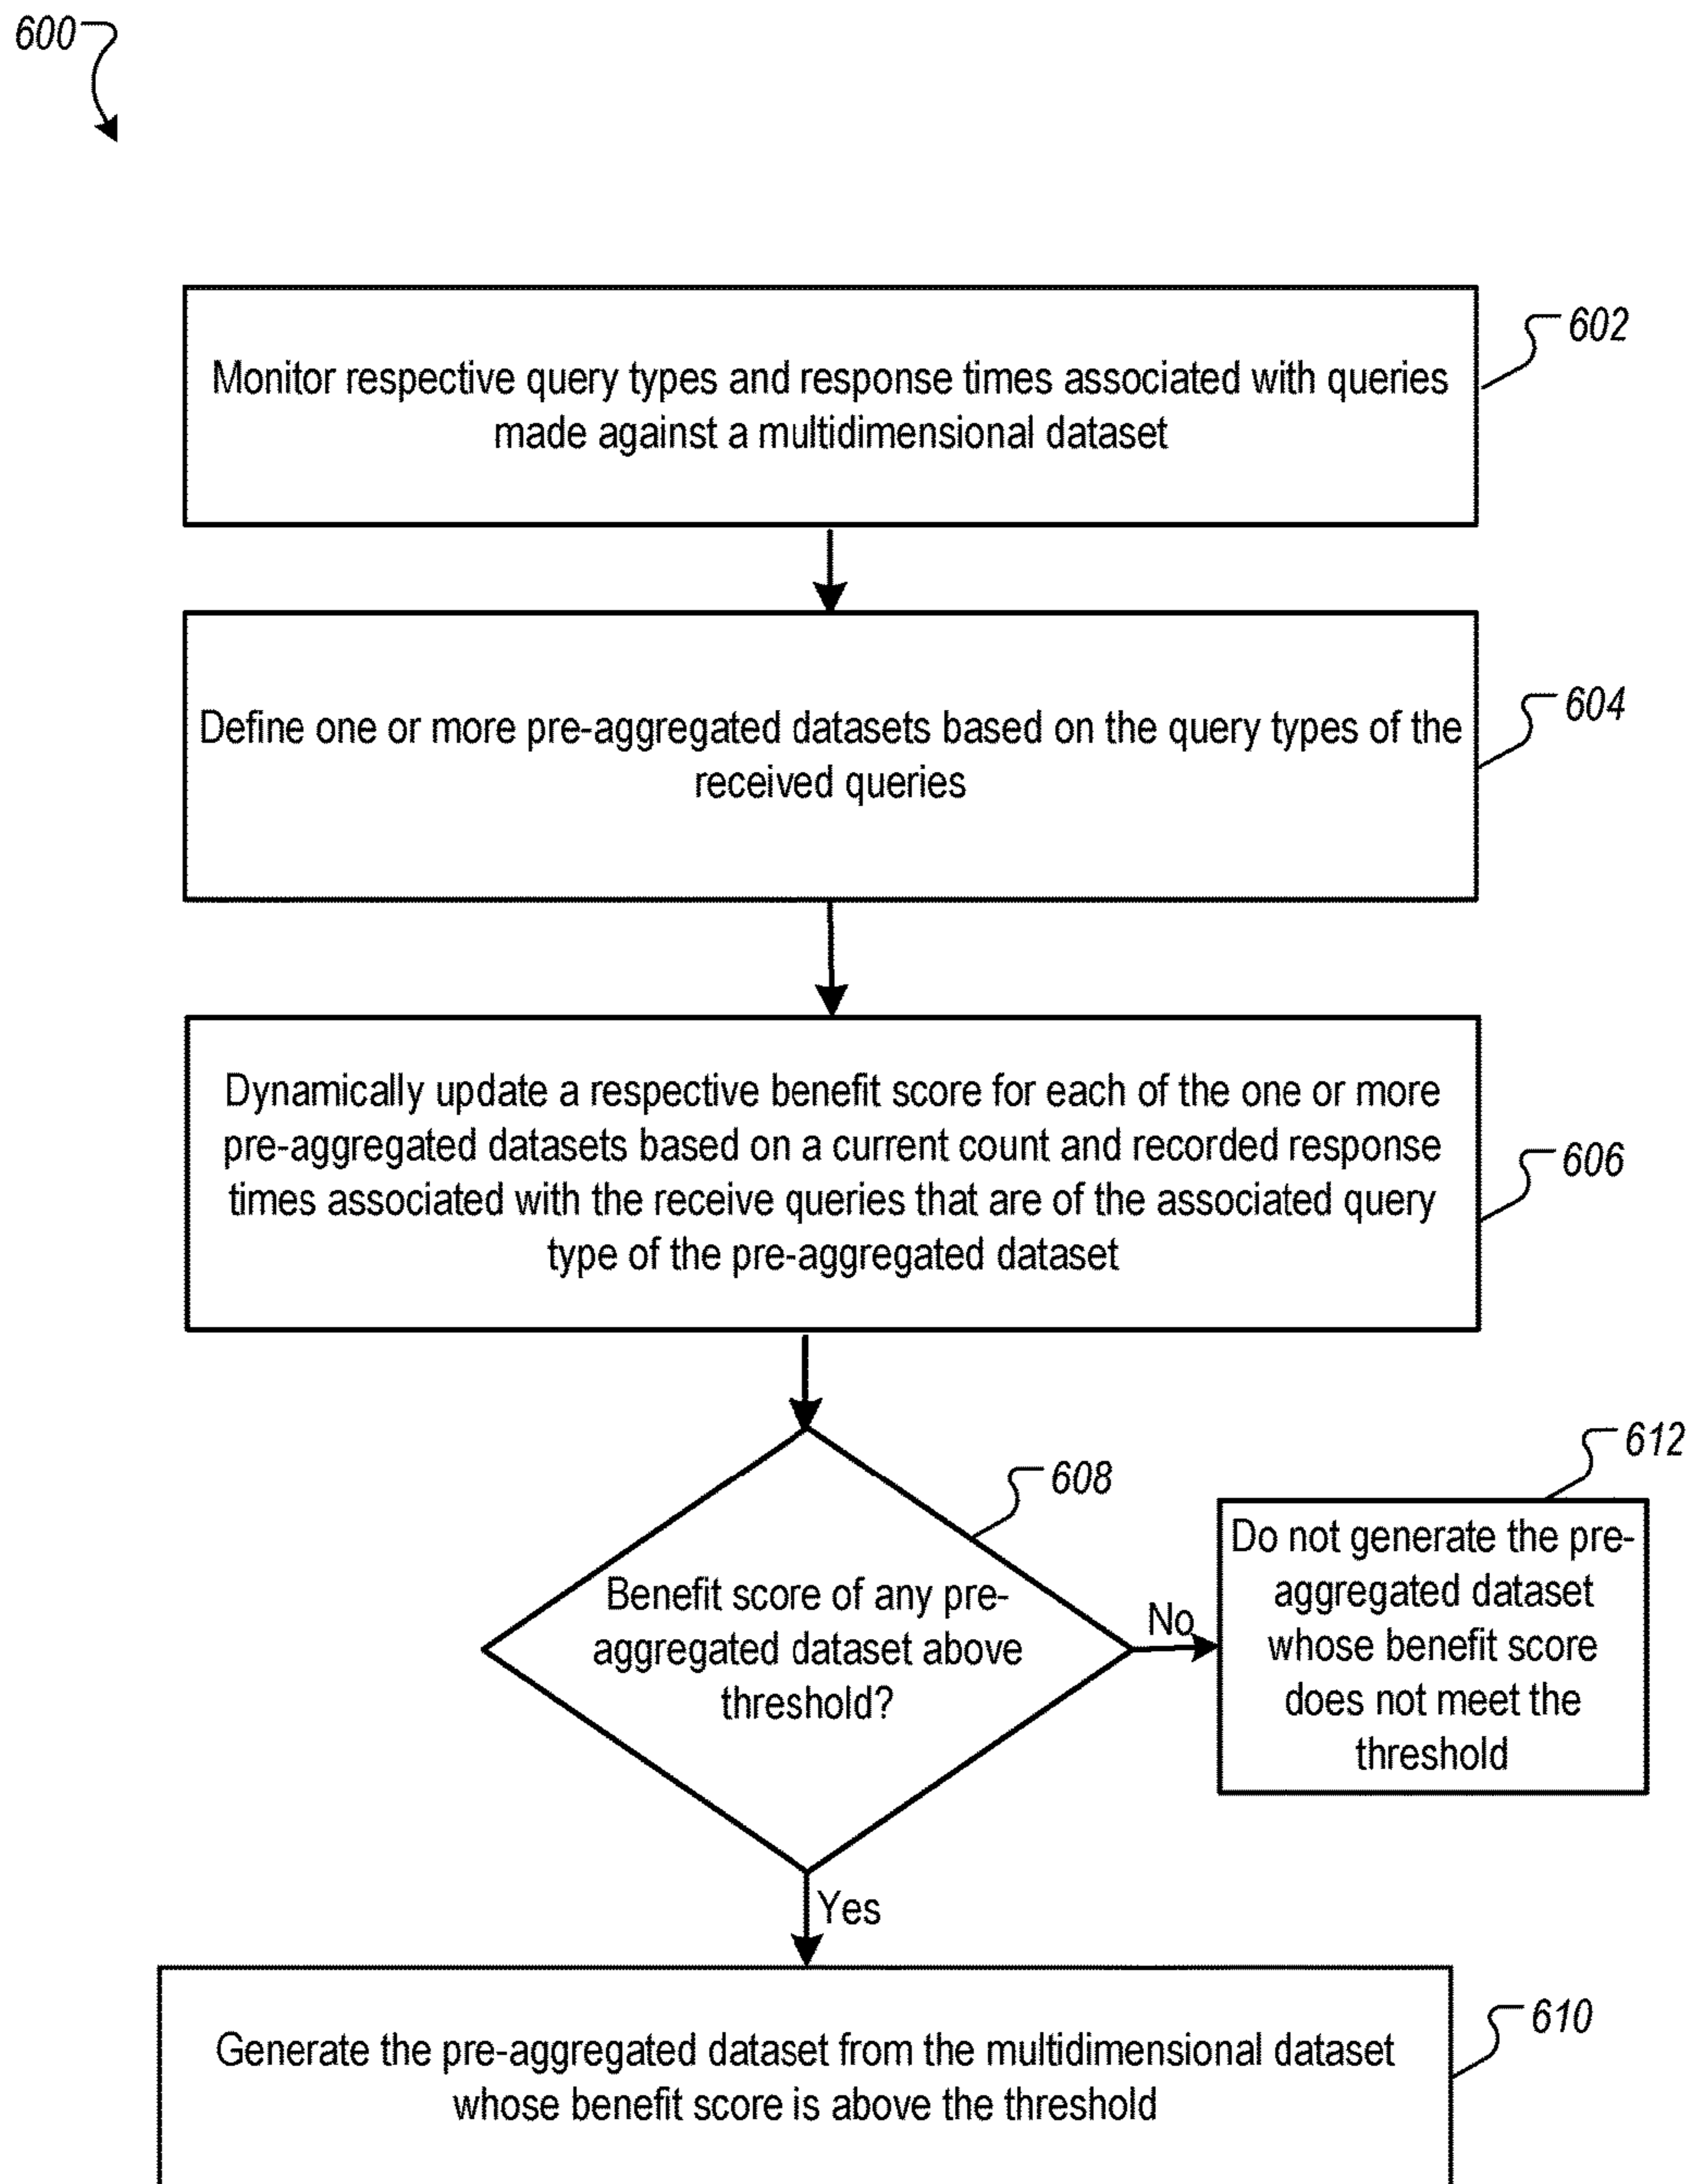 600
602
Monitor respective query types and response times associated with queries
made against a multidimensional dataset
604
Define one or more pre-aggregated datasets based on the query types of the
received queries
Dynamically update a respective benefit score for each of the one or more
pre-aggregated datasets based on a current count and recorded response
606
times associated with the receive queries that are of the associated query
type of the pre-aggregated dataset
612
608
Do not generate the pre-
aggregated dataset
whose benefit score
does not meet the
threshold
Benefit score of any pre-
aggregated dataset above
threshold?
No
Yes
610
Generate the pre-aggregated dataset from the multidimensional dataset
whose benefit score is above the threshold